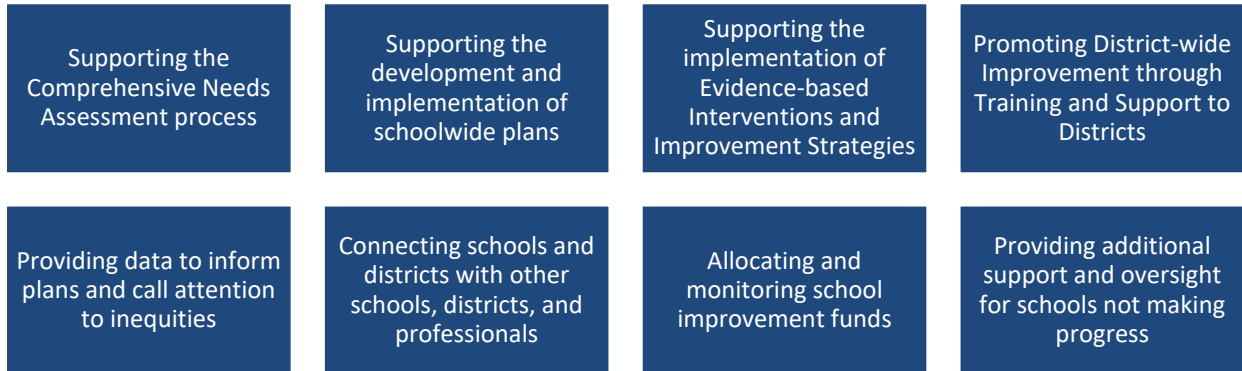 Supporting the
Comprehensive Needs
Assessment process
Supporting the
development and
implementation of
schoolwide plans
Supporting the
implementation of
Evidence-based
Interventions and
Improvement Strategies
Promoting District-wide
Improvement through
Training and Support to
Districts
Providing data to inform
plans and call attention
to inequities
Connecting schools and
districts with other
schools, districts, and
professionals
Allocating and
monitoring school
improvement funds
Providing additional
support and oversight
for schools not making
progress